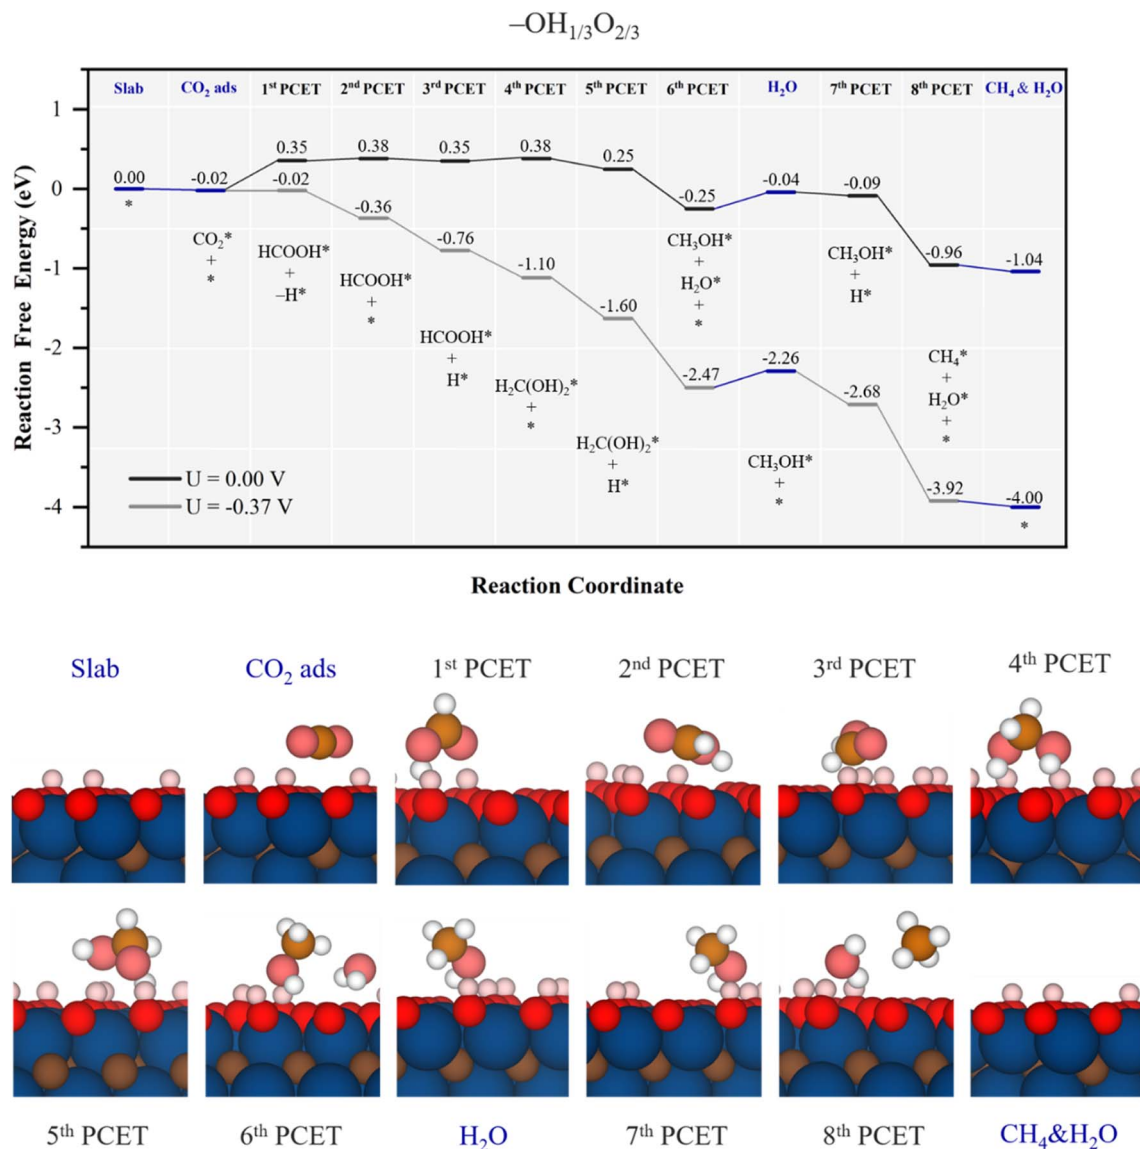 –OH1/3O2/3
Slab CO2 ads 1st PCET 2nd PCET 3rd PCET 4th PCET 5th PCET 6th PCET H2O 7th PCET 8th PCET CH4 & H2O
Reaction Free Energy (eV)
1
0
-1
-2
-3
-4
0.00 -0.02 0.35 0.38 0.35 0.38 0.25 -0.25 -0.04 -0.09 -0.96 -1.04
-0.02 -0.36 -0.76 -1.10 -1.60 -2.47 -2.26 -2.68 -3.92 -4.00
*
CO2*
+
*
HCOOH*
+
–H*
HCOOH*
+
*
HCOOH*
+
H*
H2C(OH)2*
+
*
H2C(OH)2*
+
H*
CH3OH*
+
H2O*
+
*
CH3OH*
+
*
CH3OH*
+
H*
CH4*
+
H2O*
+
*
*
U = 0.00 V
U = -0.37 V
Reaction Coordinate
Slab CO2 ads 1st PCET 2nd PCET 3rd PCET 4th PCET
5th PCET 6th PCET H2O 7th PCET 8th PCET CH4&H2O